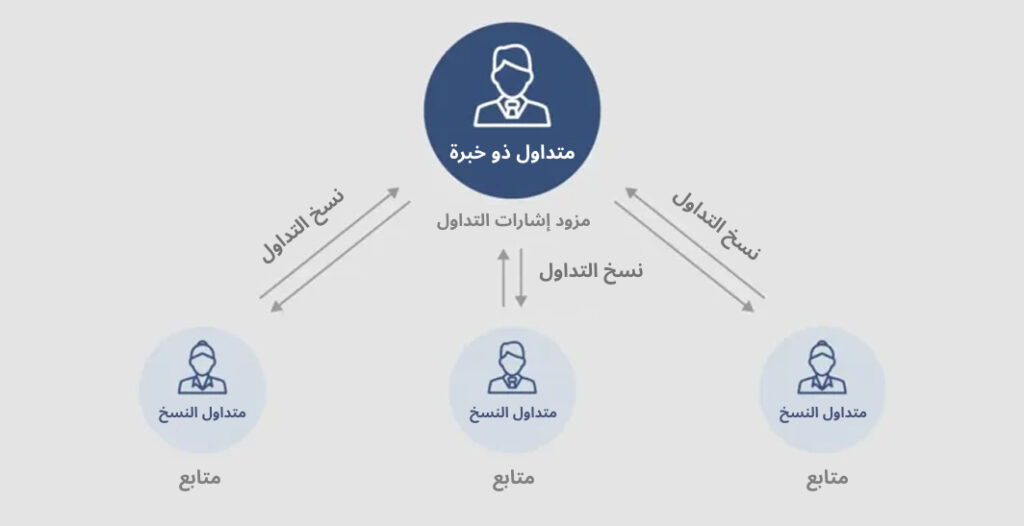 متداول ذو خبرة
مزود إشارات التداول
نسخ التداول
نسخ التداول
نسخ التداول
متداول النسخ
متداول النسخ
متداول النسخ
متابع
متابع
متابع